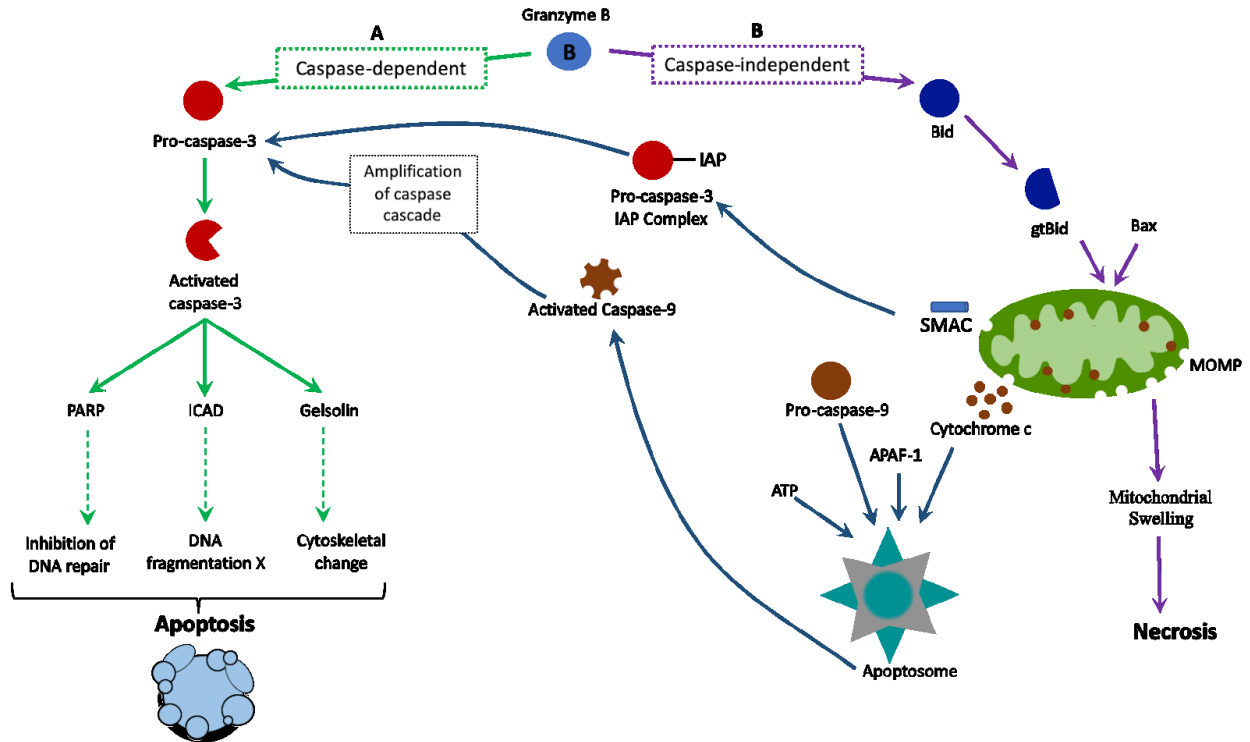 Granzyme B
A
B
B
Caspase-dependent
Caspase-independent
Pro-caspase-3
Bid
IAP
Amplification
of caspase
cascade
Pro-caspase-3
IAP Complex
gtBid
Bax
Activated
caspase-3
Activated Caspase-9
SMAC
MOMP
PARP
ICAD
Gelsolin
Pro-caspase-9
Cytochrome c
APAF-1
ATP
Mitochondrial
Swelling
Inhibition of
DNA repair
DNA
fragmentation X
Cytoskeletal
change
Apoptosis
Necrosis
Apoptosome